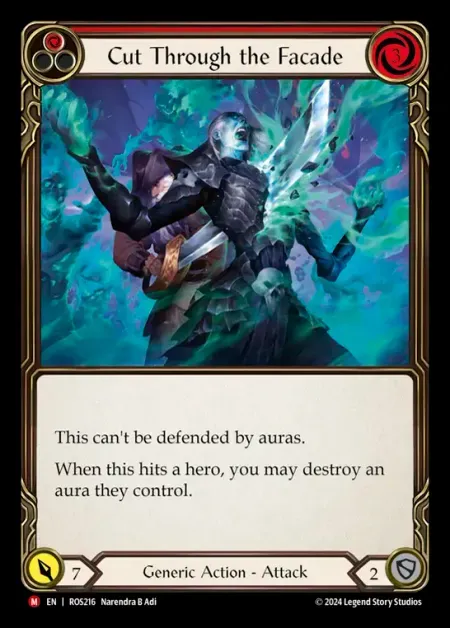 Cut Through the Facade
3
This can't be defended by auras.
When this hits a hero, you may destroy an
aura they control.
7
Generic Action - Attack
2
M EN | ROS216 Narendra B Adi
© 2024 Legend Story Studios